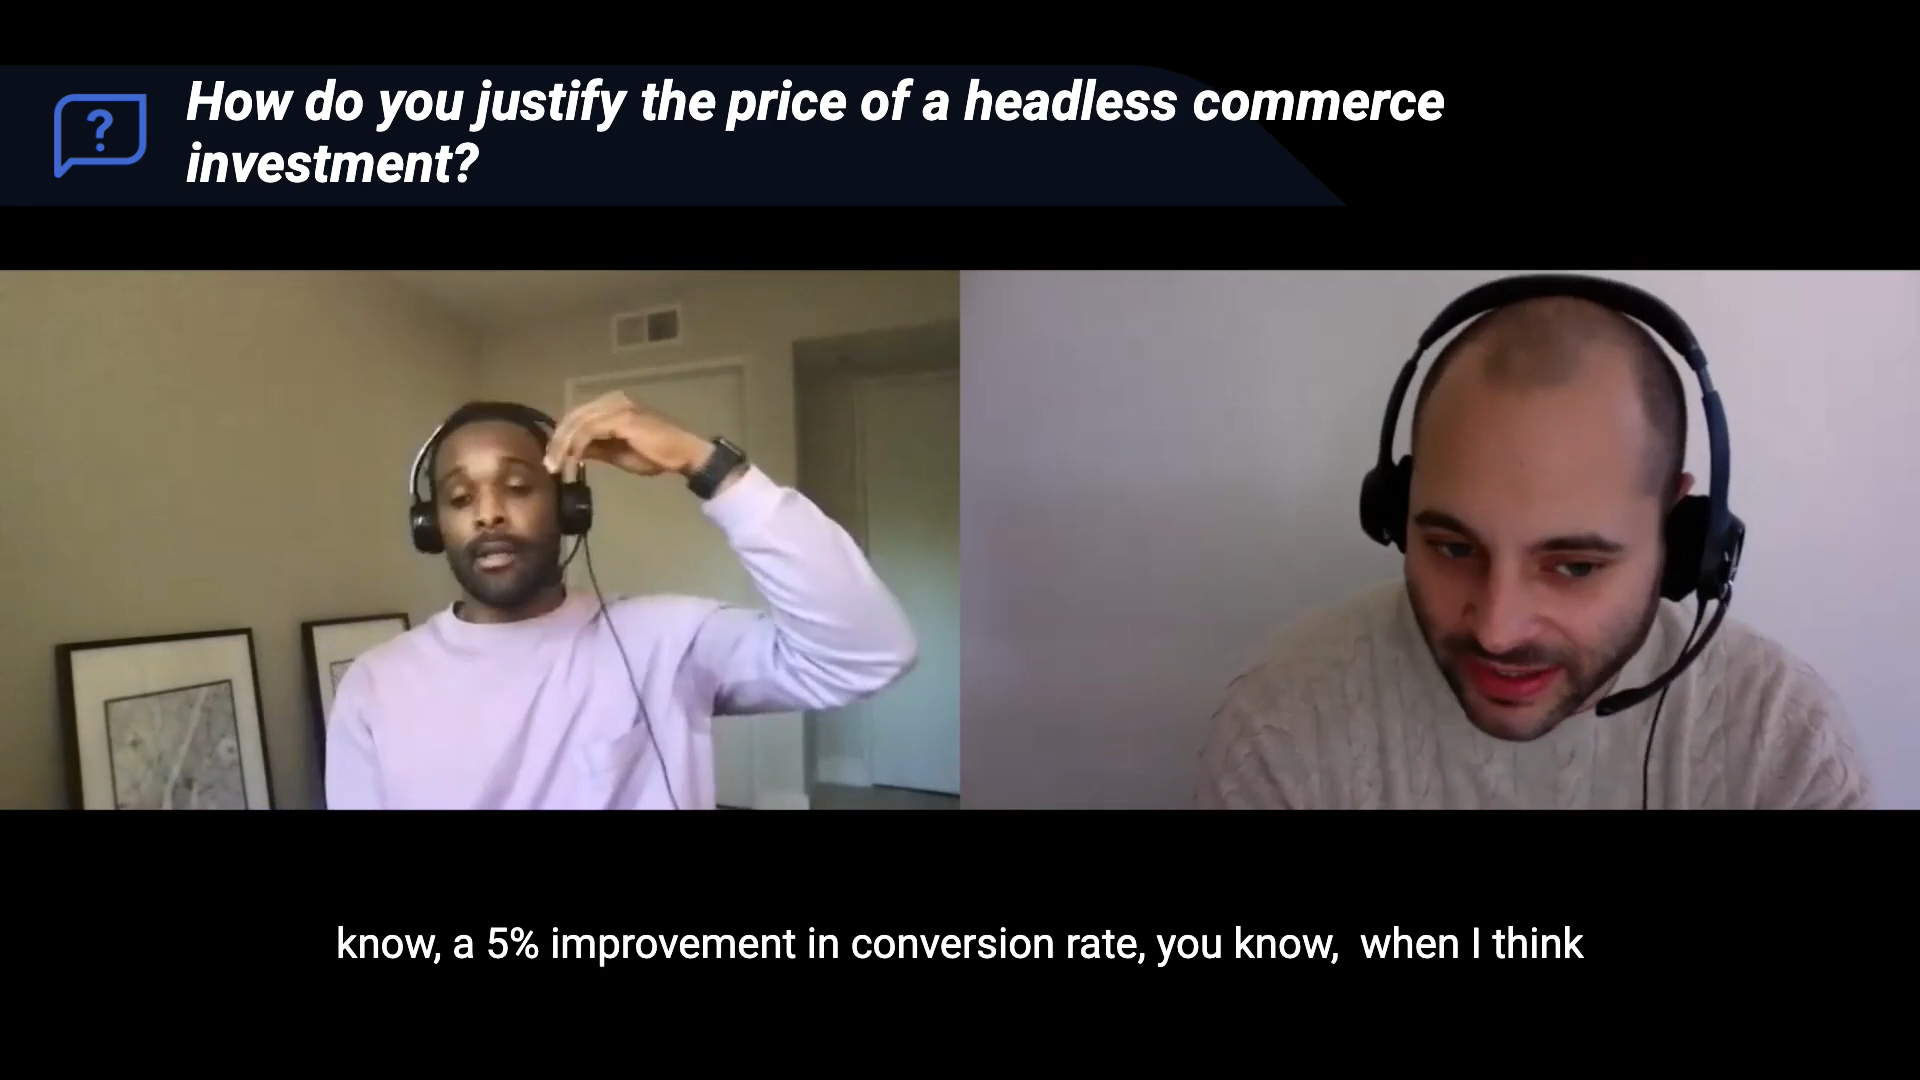 How do you justify the price of a headless commerce
investment?
know, a 5% improvement in conversion rate, you know, when I think